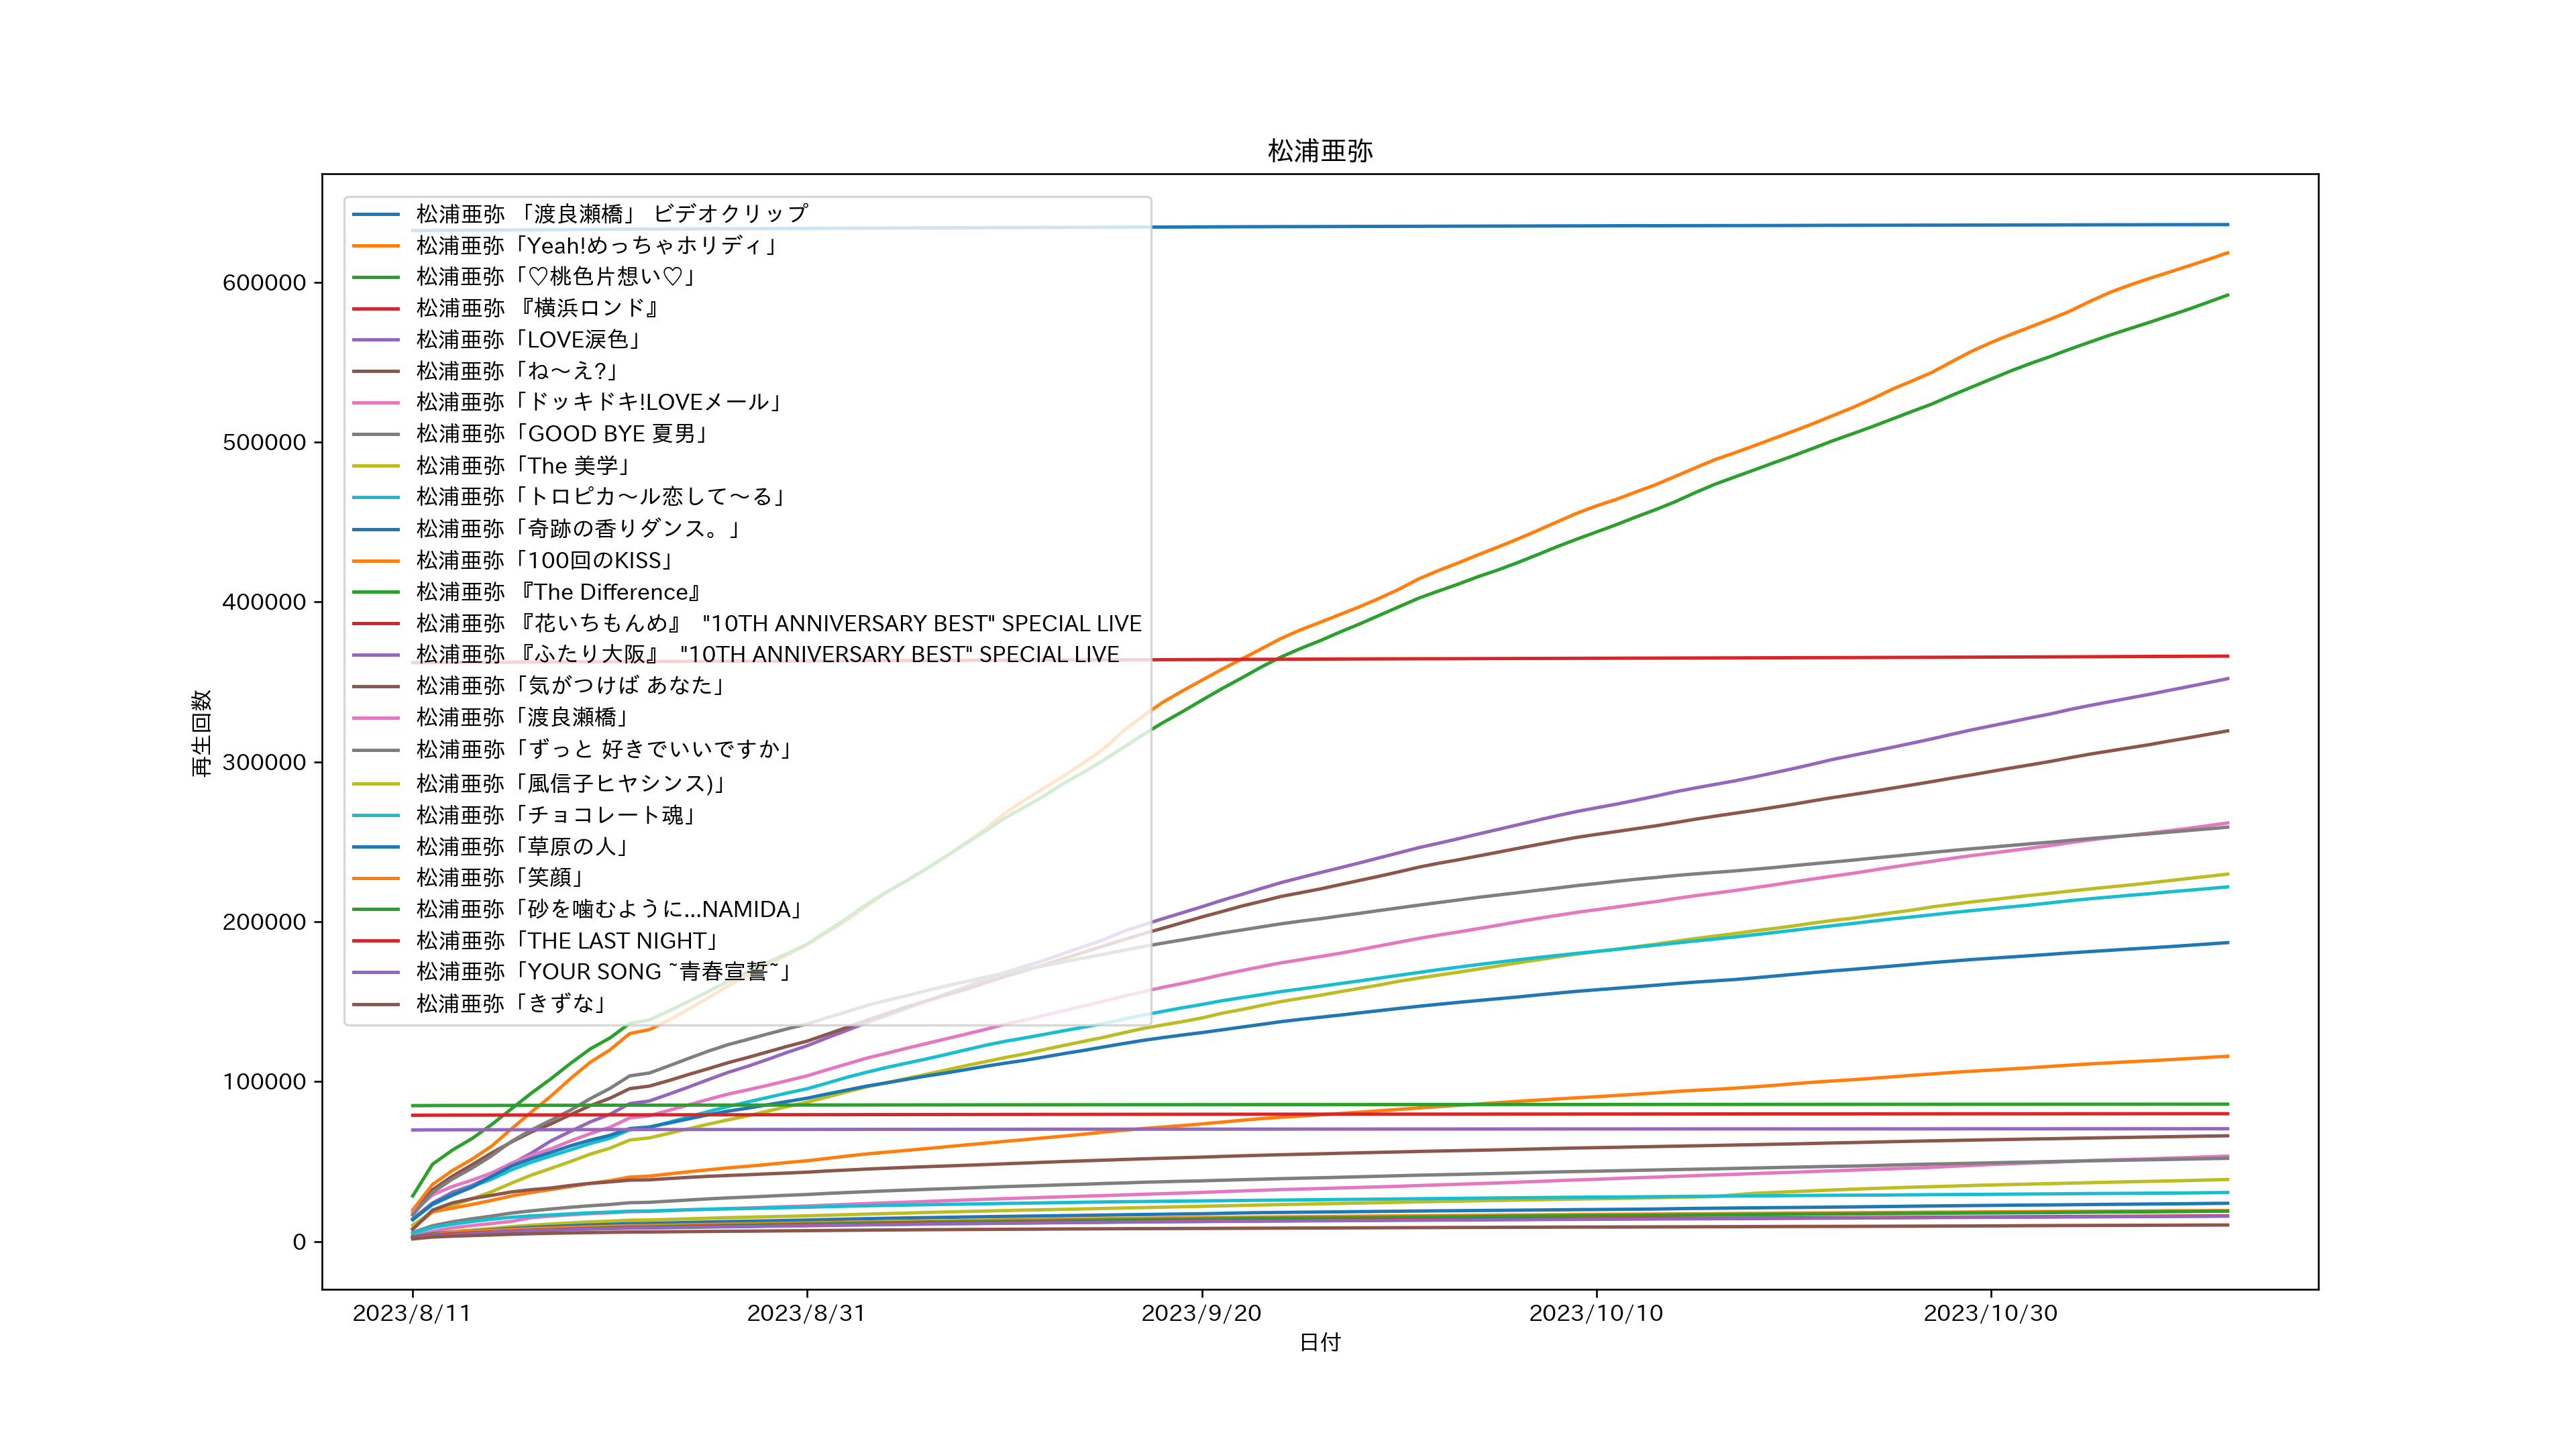 松浦亜弥
松浦亜弥 「渡良瀬橋」 ビデオクリップ
松浦亜弥「Yeah!めっちゃホリディ」
松浦亜弥「♡桃色片想い♡」
松浦亜弥 『横浜ロンド』
松浦亜弥「LOVE涙色」
松浦亜弥「ね～え?」
松浦亜弥「ドッキドキ!LOVEメール」
松浦亜弥「GOOD BYE 夏男」
松浦亜弥「The 美学」
松浦亜弥「トロピカ～ル恋して～る」
松浦亜弥「奇跡の香りダンス。」
松浦亜弥「100回のKISS」
松浦亜弥 『The Difference』
松浦亜弥 『花いちもんめ』 "10TH ANNIVERSARY BEST" SPECIAL LIVE
松浦亜弥 『ふたり大阪』 "10TH ANNIVERSARY BEST" SPECIAL LIVE
松浦亜弥「気がつけば あなた」
松浦亜弥「渡良瀬橋」
松浦亜弥「ずっと 好きでいいですか」
松浦亜弥「風信子ヒヤシンス)」
松浦亜弥「チョコレート魂」
松浦亜弥「草原の人」
松浦亜弥「笑顔」
松浦亜弥「砂を噛むように…NAMIDA」
松浦亜弥「THE LAST NIGHT」
松浦亜弥「YOUR SONG ~青春宣誓~」
松浦亜弥「きずな」
再生回数
600000
500000
400000
300000
200000
100000
0
2023/8/11
2023/8/31
2023/9/20
2023/10/10
2023/10/30
日付